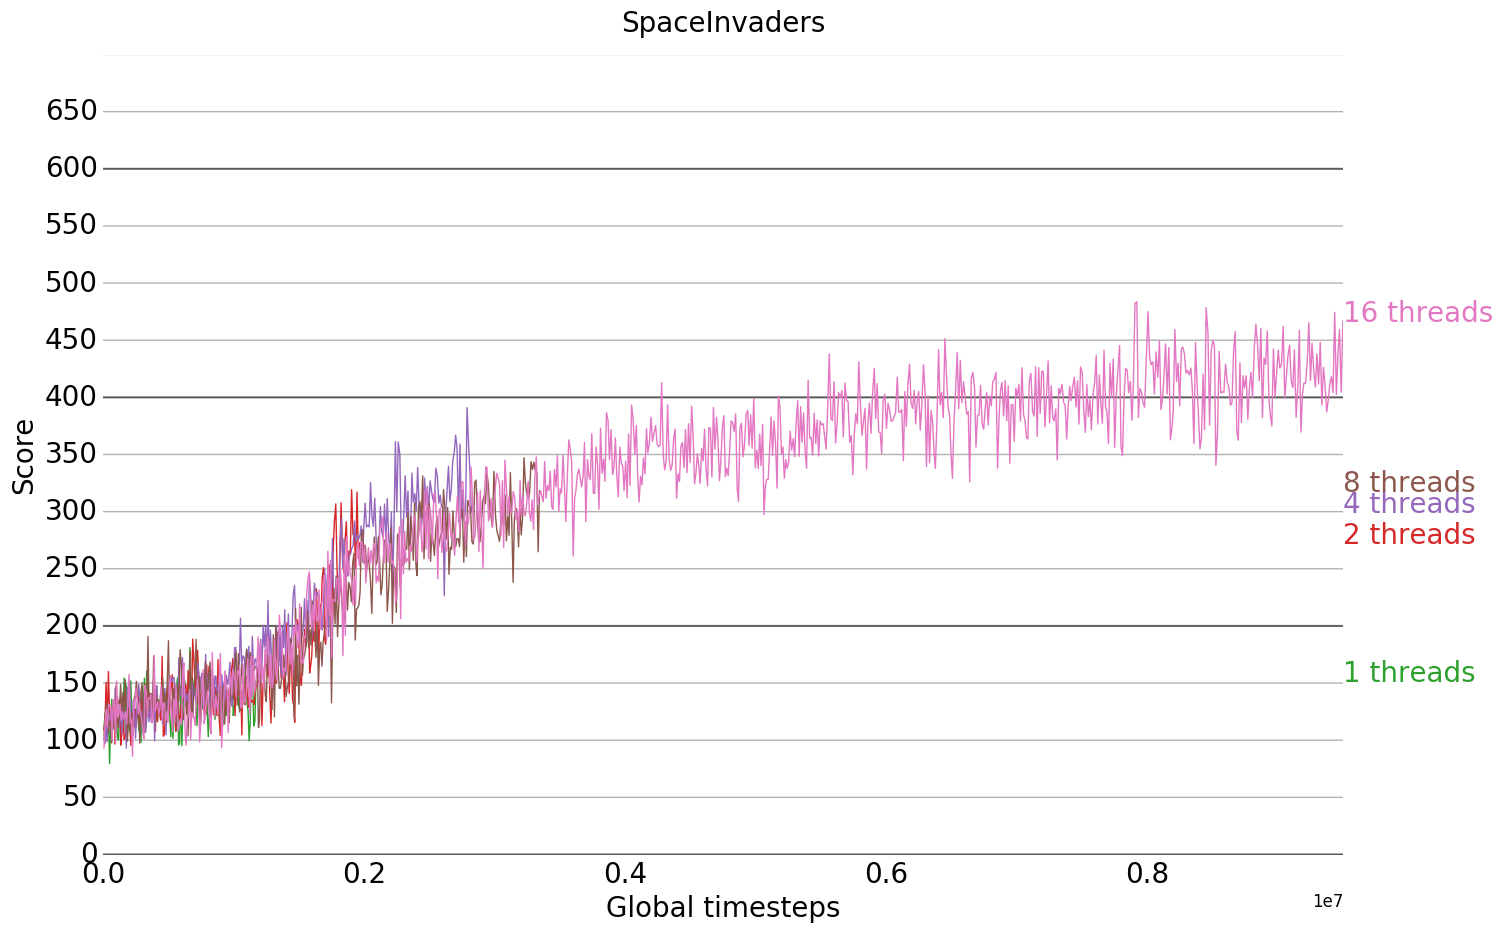 SpaceInvaders
650
600
550
500
450
400
350
300
250
200
150
100
50
0
Score
16 threads
8 threads
4 threads
2 threads
1 threads
0.0 0.2 0.4 0.6 0.8
1e7
Global timesteps